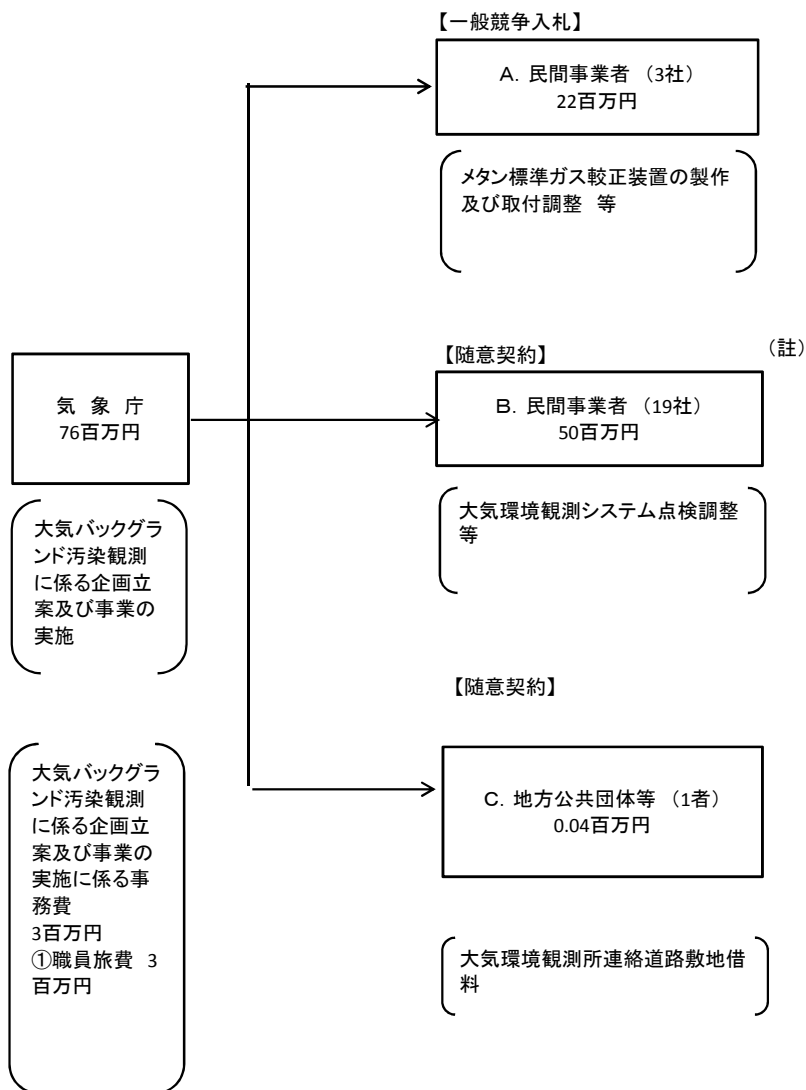 【一般競争入札】
A. 民間事業者 （3社）
22百万円
メタン標準ガス較正装置の製作
及び取付調整 等
気 象 庁
76百万円
大気バックグラ
ンド汚染観測
に係る企画立
案及び事業の
実施
【随意契約】
（註）
B. 民間事業者 （19社）
50百万円
大気環境観測システム点検調整
等
大気バックグラ
ンド汚染観測
に係る企画立
案及び事業の
実施に係る事
務費
3百万円
①職員旅費 3
百万円
【随意契約】
C. 地方公共団体等 （1者）
0.04百万円
大気環境観測所連絡道路敷地借
料